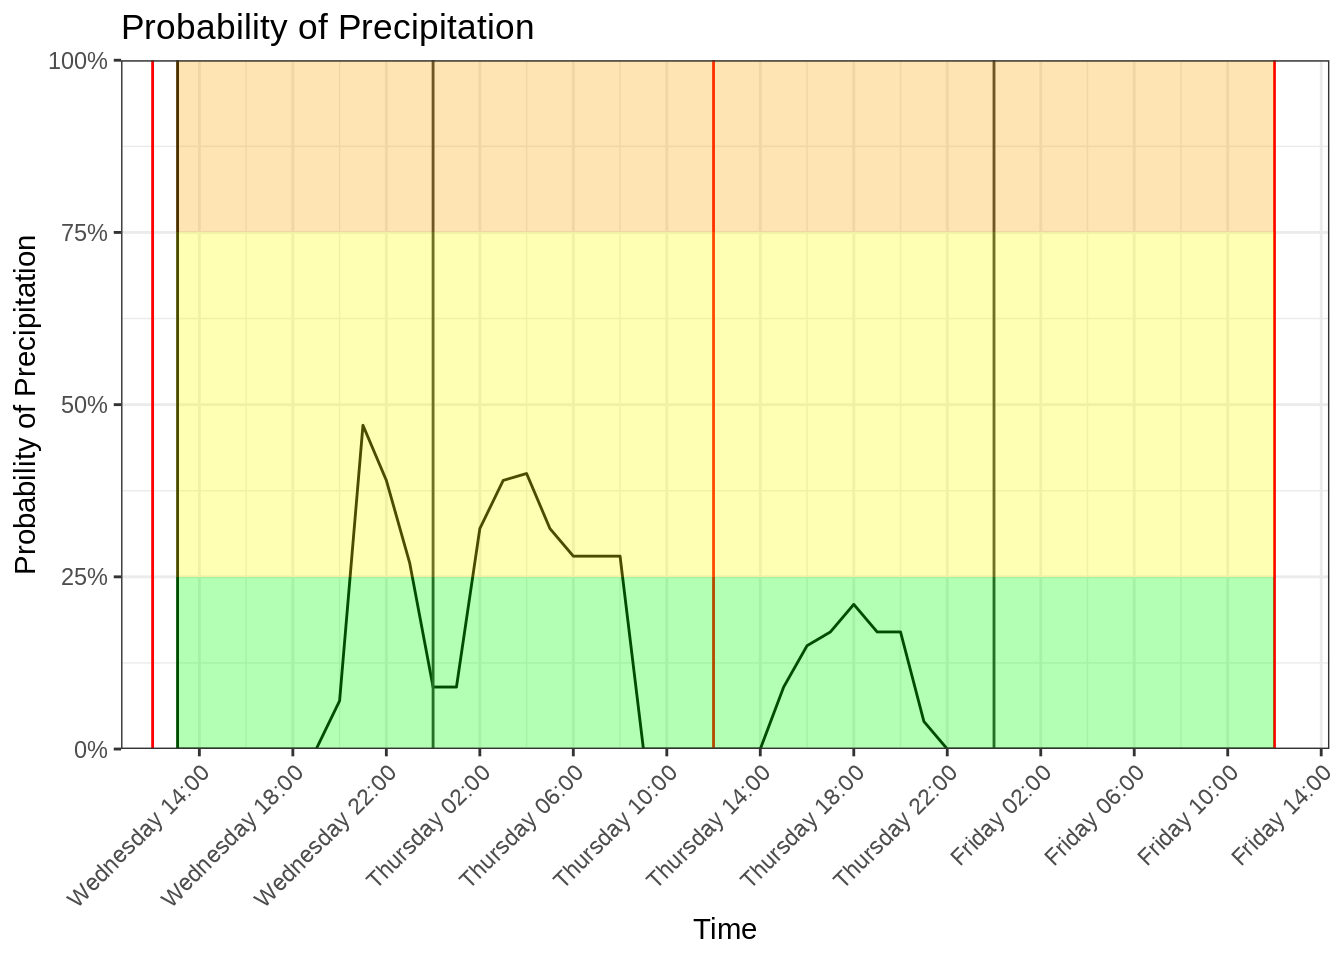 Probability of Precipitation
Probability of Precipitation
100%
75%
50%
25%
0%
Wednesday 14:00
Wednesday 18:00
Wednesday 22:00
Thursday 02:00
Thursday 06:00
Thursday 10:00
Thursday 14:00
Thursday 18:00
Thursday 22:00
Friday 02:00
Friday 06:00
Friday 10:00
Friday 14:00
Time